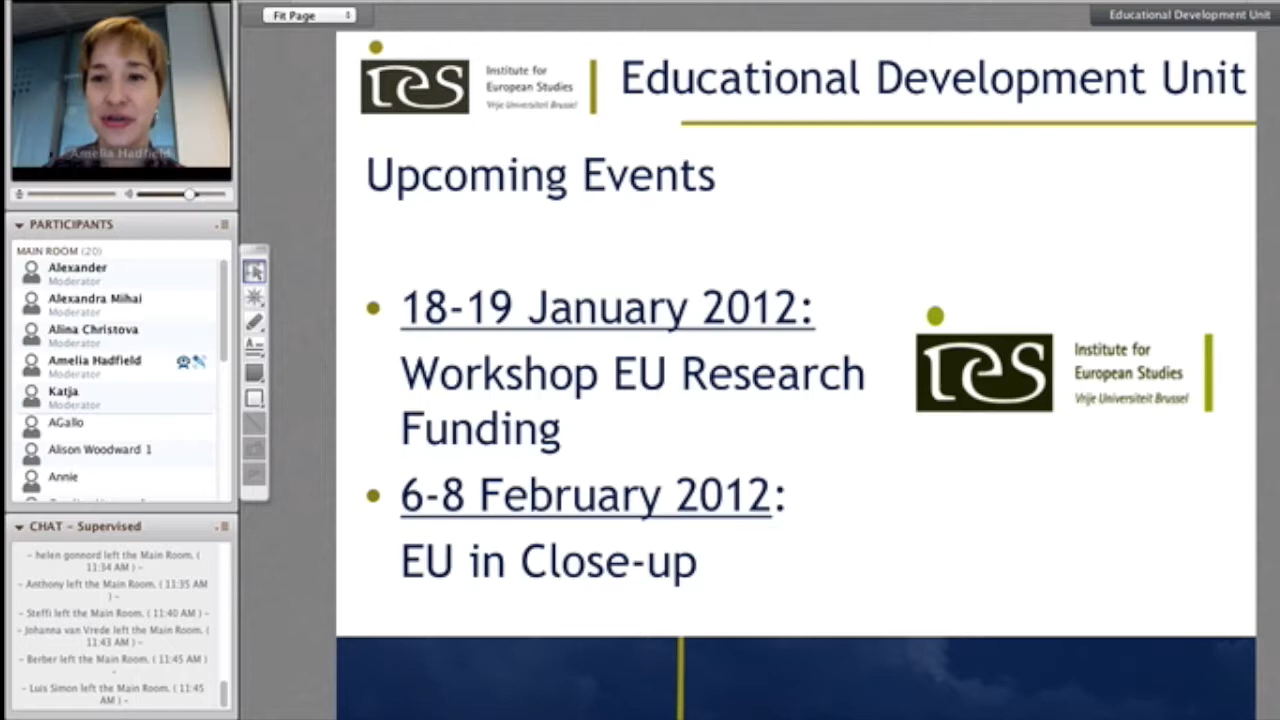 Fit Page
Educational Development Unit
Amelia Hadfield
PARTICIPANTS
MAIN ROOM (20)
Alexander
Moderator
Alexandra Mihai
Moderator
Alina Christova
Moderator
Amelia Hadfield
Moderator
Katja
Moderator
AGallo
Alison Woodward 1
Annie
CHAT - Supervised
- helen gonnord left the Main Room. (
11:34 AM ) -
- Anthony left the Main Room. ( 11:35 AM
) -
- Steffi left the Main Room. ( 11:40 AM) -
- Johanna van Vrede left the Main Room. (
11:43 AM ) -
- Berber left the Main Room. ( 11:45 AM)
-
- Luis Simon left the Main Room. ( 11:45
AM ) -
ies
Institute for
European Studies
Vrije Universiteit Brussel
Educational Development Unit
Upcoming Events
• 18-19 January 2012:
Workshop EU Research
Funding
• 6-8 February 2012:
EU in Close-up
ies
Institute for
European Studies
Vrije Universiteit Brussel